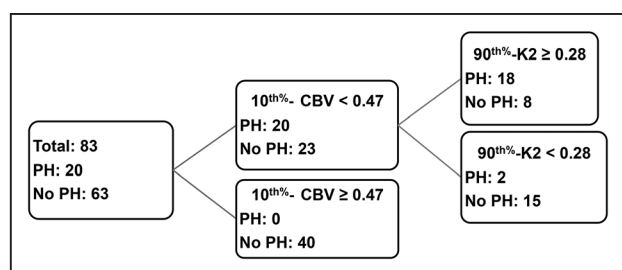 Total: 83
PH: 20
No PH: 63
10th%- CBV < 0.47
PH: 20
No PH: 23
10th%- CBV ≥ 0.47
PH: 0
No PH: 40
90th%-K2 ≥ 0.28
PH: 18
No PH: 8
90th%-K2 < 0.28
PH: 2
No PH: 15